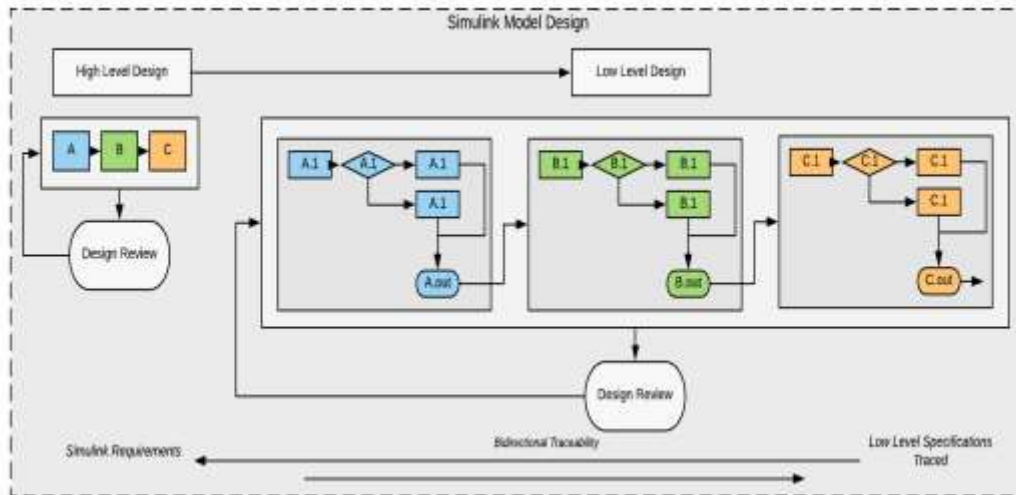 Simulink Model Design
High Level Design
Low Level Design
A
B
C
Design Review
A.1
A.1
A.1
A.1
A.out
B.1
B.1
B.1
B.1
B.out
C.1
C.1
C.1
C.1
C.out
Design Review
Simulink Requirements
Bidirectional Traceability
Low Level Specifications
Traced